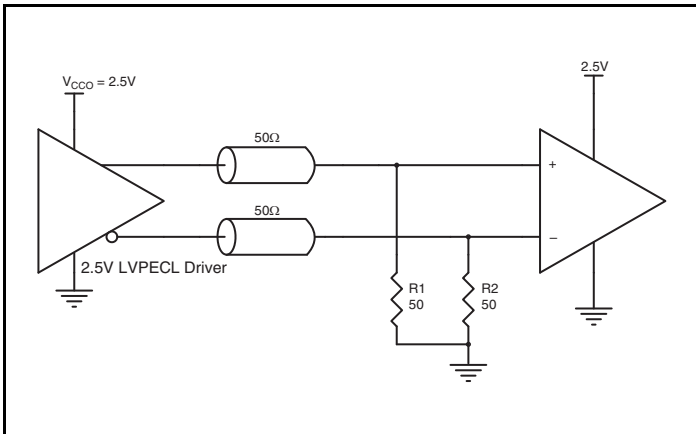 V_CCO = 2.5V
2.5V
50Ω
+
50Ω
–
2.5V LVPECL Driver
R1
50
R2
50